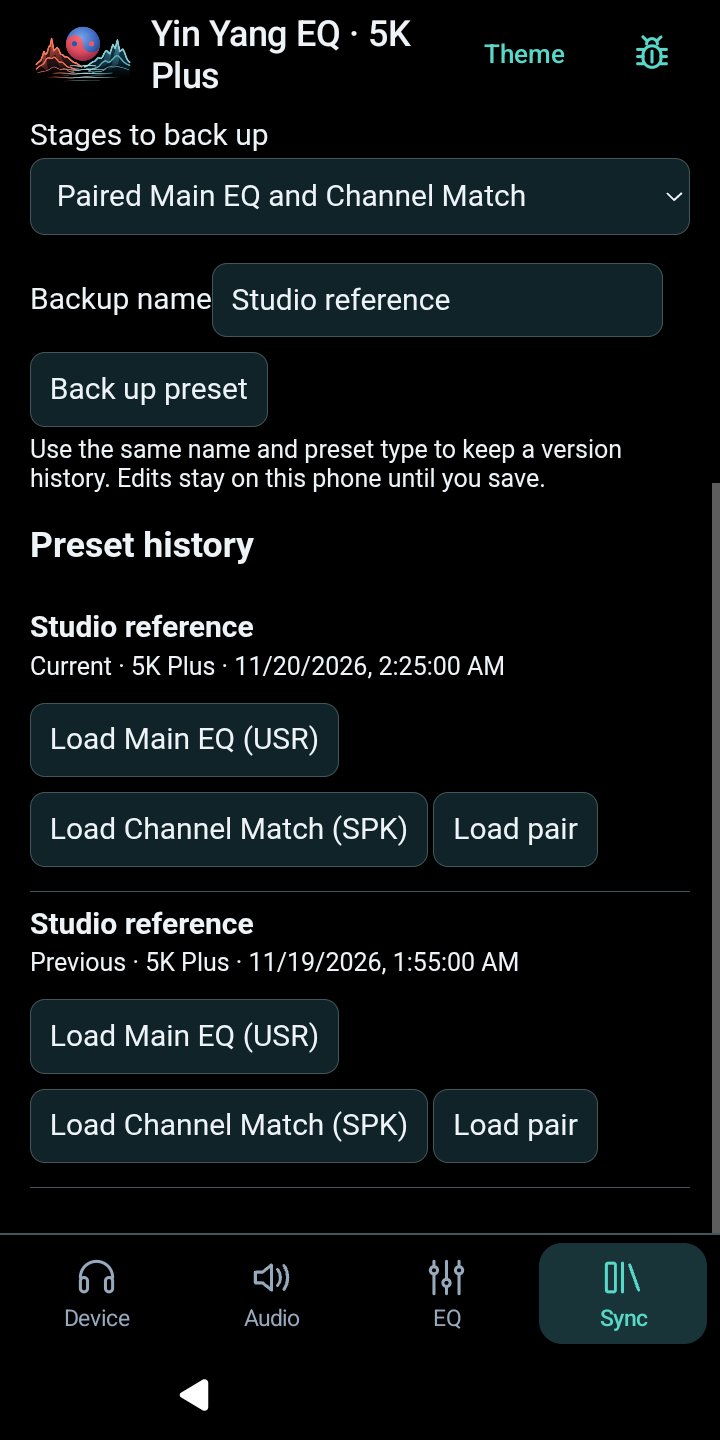 Yin Yang EQ · 5K
Plus
Theme
Stages to back up
Paired Main EQ and Channel Match
Backup name
Studio reference
Back up preset
Use the same name and preset type to keep a version
history. Edits stay on this phone until you save.
Preset history
Studio reference
Current · 5K Plus · 11/20/2026, 2:25:00 AM
Load Main EQ (USR)
Load Channel Match (SPK)
Load pair
Studio reference
Previous · 5K Plus · 11/19/2026, 1:55:00 AM
Load Main EQ (USR)
Load Channel Match (SPK)
Load pair
Device
Audio
EQ
Sync